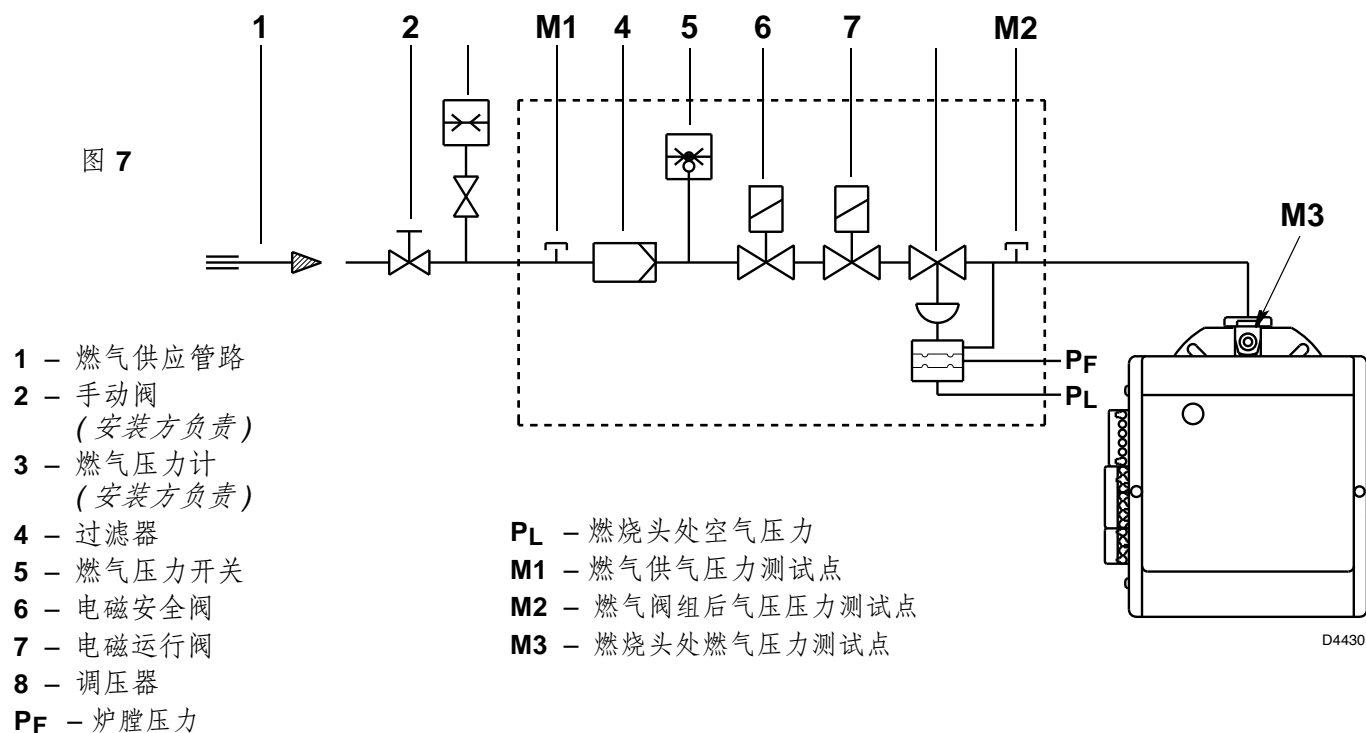 1 2 M1 4 5 6 7 M2
图 7
M3
PF
PL
1 – 燃气供应管路
2 – 手动阀
(安装方负责)
3 – 燃气压力计
(安装方负责)
4 – 过滤器
5 – 燃气压力开关
6 – 电磁安全阀
7 – 电磁运行阀
8 – 调压器
PF – 炉膛压力
PL – 燃烧头处空气压力
M1 – 燃气供气压力测试点
M2 – 燃气阀组后气压压力测试点
M3 – 燃烧头处燃气压力测试点
D4430